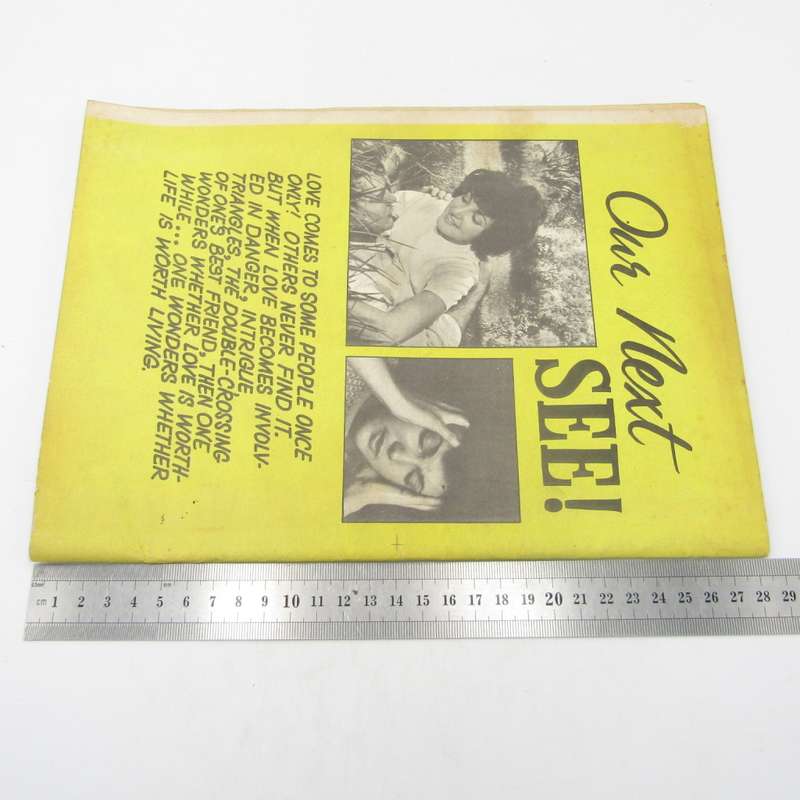 Our Next
SEE!
LOVE COMES TO SOME PEOPLE ONCE
ONLY! OTHERS NEVER FIND IT.
BUT WHEN LOVE BECOMES INVOLV-
ED IN DANGER, INTRIGUE
TRIANGLES, THE DOUBLE-CROSSING
OF ONE'S BEST FRIEND, THEN ONE
WONDERS WHETHER LOVE IS WORTH-
WHILE... ONE WONDERS WHETHER
LIFE IS WORTH LIVING.
cm 1 2 3 4 5 6 7 8 9 10 11 12 13 14 15 16 17 18 19 20 21 22 23 24 25 26 27 28 29